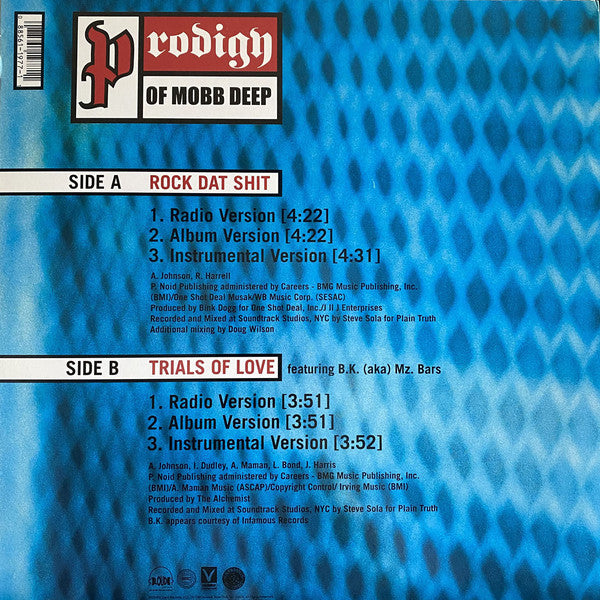 0 88561-1977-1
Prodigy
OF MOBB DEEP
SIDE A ROCK DAT SHIT
1. Radio Version [4:22]
2. Album Version [4:22]
3. Instrumental Version [4:31]
A. Johnson, R. Harrell
P. Noid Publishing administered by Careers - BMG Music Publishing, Inc.
(BMI)/One Shot Deal Musak/WB Music Corp. (SESAC)
Produced by Bink Dogg for One Shot Deal, Inc./J II J Enterprises
Recorded and Mixed at Soundtrack Studios, NYC by Steve Sola for Plain Truth
Additional mixing by Doug Wilson
SIDE B TRIALS OF LOVE featuring B.K. (aka) Mz. Bars
1. Radio Version [3:51]
2. Album Version [3:51]
3. Instrumental Version [3:52]
A. Johnson, I. Dudley, A. Maman, L. Bond, J. Harris
P. Noid Publishing administered by Careers - BMG Music Publishing, Inc.
(BMI)/A. Maman Music (ASCAP)/Copyright Control/ Irving Music (BMI)
Produced by The Alchemist
Recorded and Mixed at Soundtrack Studios, NYC by Steve Sola for Plain Truth
B.K. appears courtesy of Infamous Records
LOUD